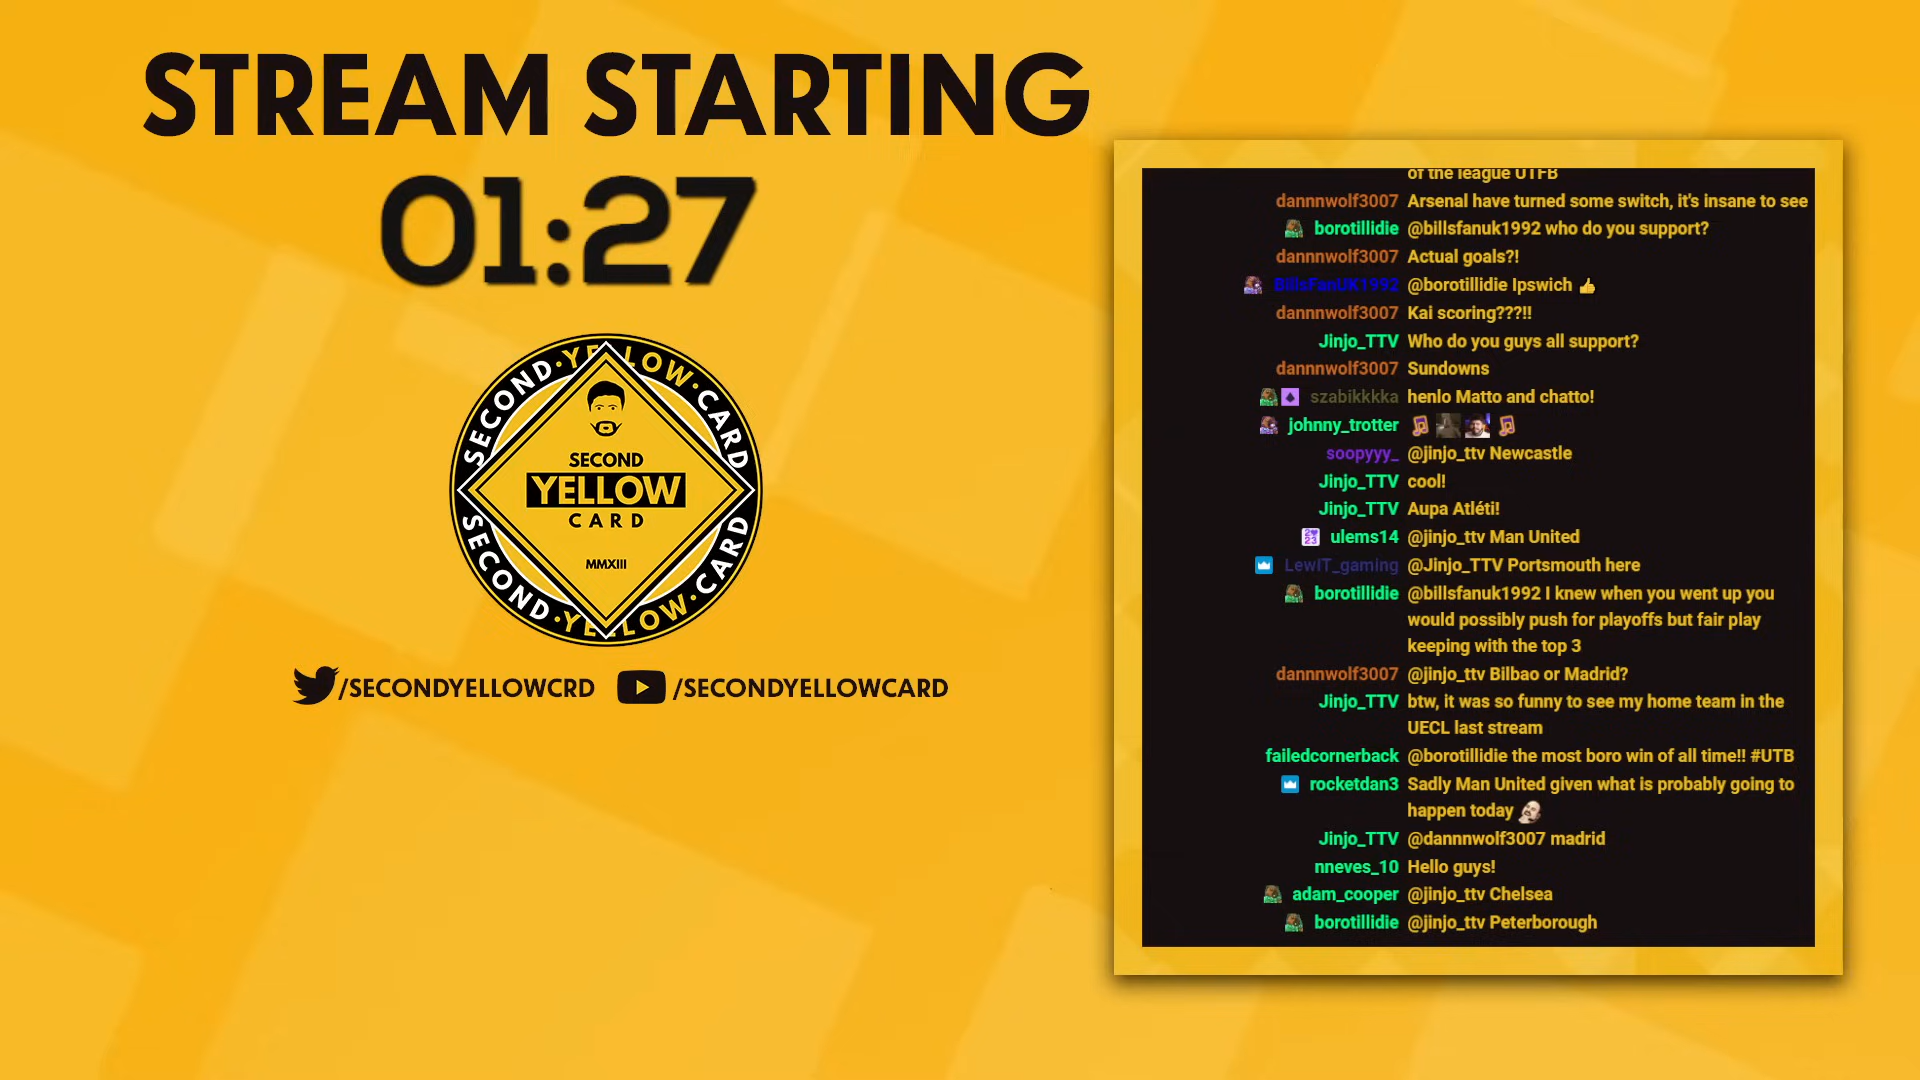 STREAM STARTING
01:27
SECOND·YELLOW·CARD
SECOND
YELLOW
CARD
MMXIII
SECOND·YELLOW·CARD
/SECONDYELLOWCRD /SECONDYELLOWCARD
of the league UTFB
dannnwolf3007 Arsenal have turned some switch, it's insane to see
borotillidie @billsfanuk1992 who do you support?
dannnwolf3007 Actual goals?!
BillsFanUK1992 @borotillidie Ipswich 👍
dannnwolf3007 Kai scoring???!!
Jinjo_TTV Who do you guys all support?
dannnwolf3007 Sundowns
szabikkkka henlo Matto and chatto!
johnny_trotter
soopyyy_ @jinjo_ttv Newcastle
Jinjo_TTV cool!
Jinjo_TTV Aupa Atléti!
ulems14 @jinjo_ttv Man United
LewIT_gaming @Jinjo_TTV Portsmouth here
borotillidie @billsfanuk1992 I knew when you went up you
would possibly push for playoffs but fair play
keeping with the top 3
dannnwolf3007 @jinjo_ttv Bilbao or Madrid?
Jinjo_TTV btw, it was so funny to see my home team in the
UECL last stream
failedcornerback @borotillidie the most boro win of all time!! #UTB
rocketdan3 Sadly Man United given what is probably going to
happen today
Jinjo_TTV @dannnwolf3007 madrid
nneves_10 Hello guys!
adam_cooper @jinjo_ttv Chelsea
borotillidie @jinjo_ttv Peterborough